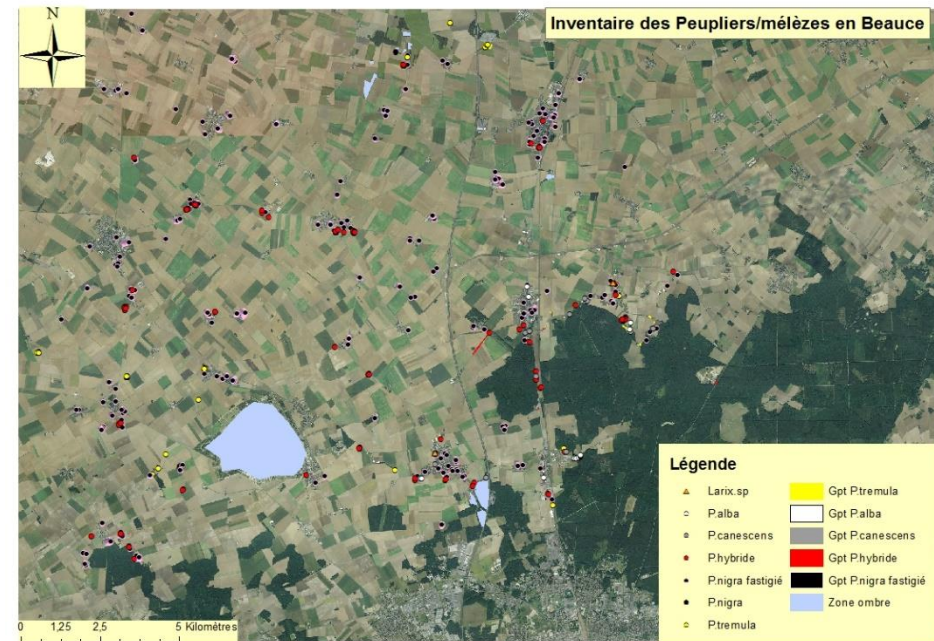 N
Inventaire des Peupliers/mélèzes en Beauce
Légende
Larix.sp
P.alba
P.canescens
P.hybride
P.nigra fastigié
P.nigra
P.tremula
Gpt P.tremula
Gpt P.alba
Gpt P.canescens
Gpt P.hybride
Gpt P.nigra fastigié
Zone ombre
0 1,25 2,5 5 Kilomètres